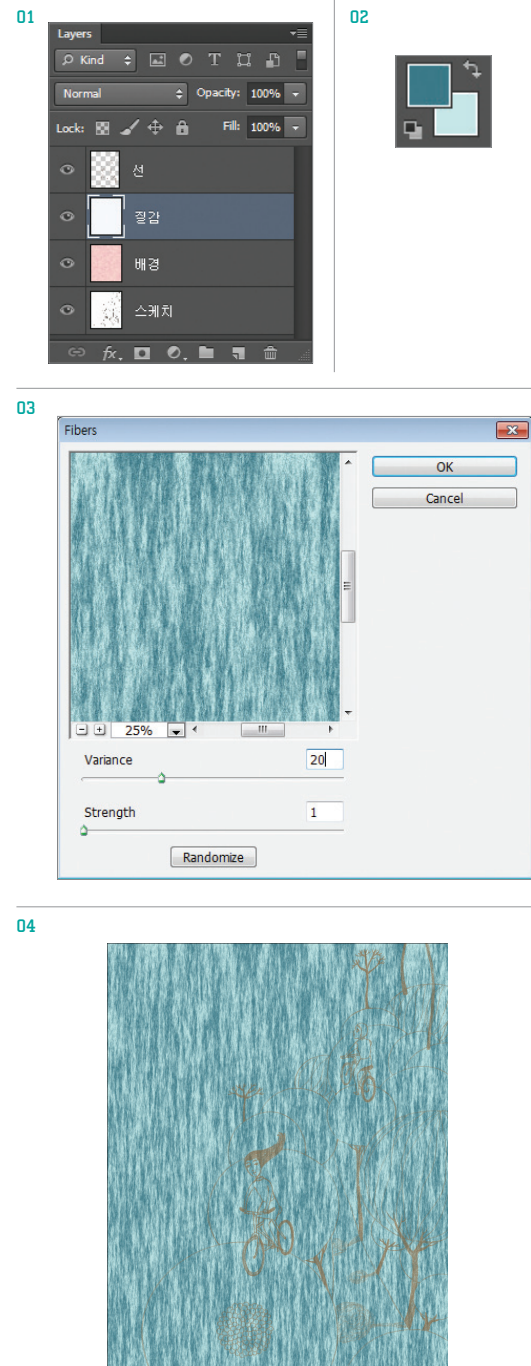 01
Layers
Kind
Normal Opacity: 100%
Lock: Fill: 100%
선
질감
배경
스케치
fx.
02
03
Fibers
OK
Cancel
25%
Variance 20
Strength 1
Randomize
04